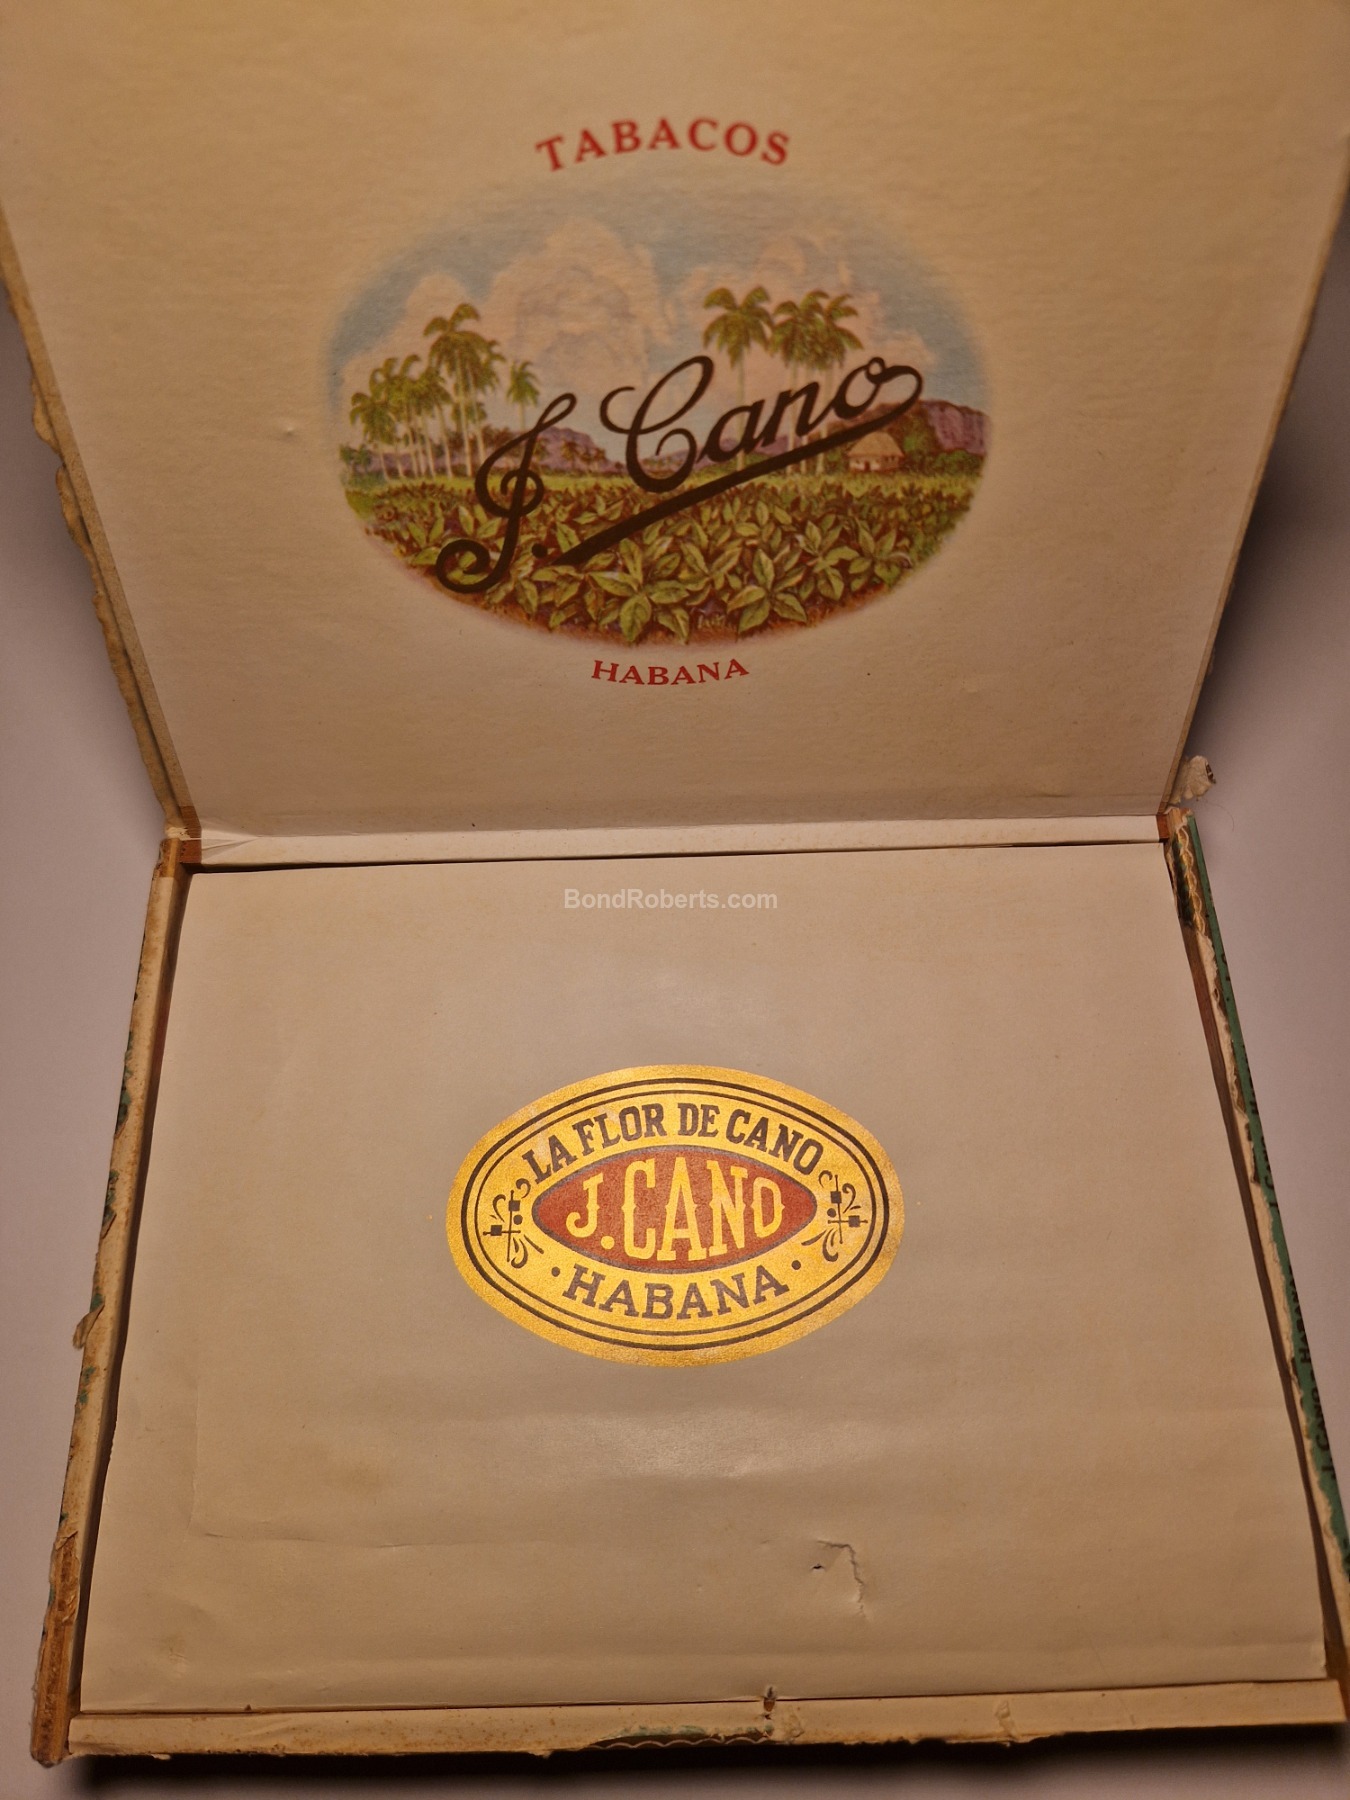 TABACOS
J. Cano
HABANA
BondRoberts.com
LA FLOR DE CANO
J. CANO
• HABANA •